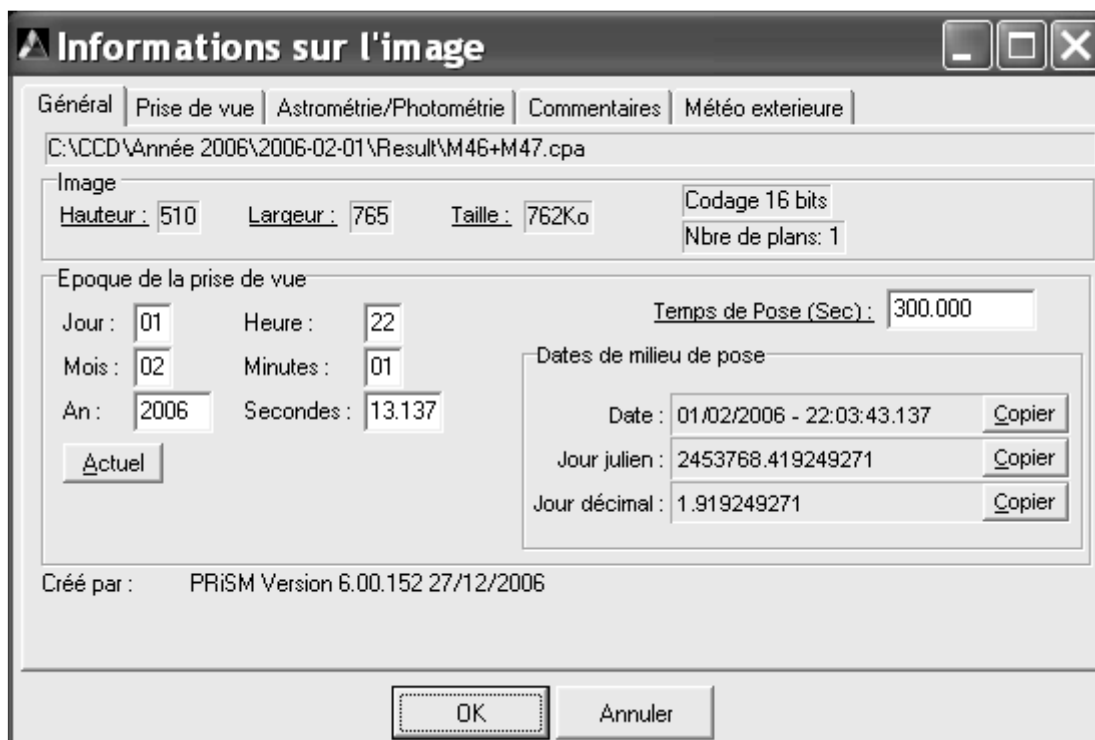 Informations sur l'image
Général Prise de vue Astrométrie/Photométrie Commentaires Météo exterieure
C:\CCD\Année 2006\2006-02-01\Result\M46+M47.cpa
Image
Hauteur : 510 Largeur : 765 Taille : 762Ko Codage 16 bits
Nbre de plans: 1
Epoque de la prise de vue
Jour : 01 Heure : 22 Temps de Pose (Sec) : 300.000
Mois : 02 Minutes : 01
An : 2006 Secondes : 13.137
Actuel
Dates de milieu de pose
Date : 01/02/2006 - 22:03:43.137 Copier
Jour julien : 2453768.419249271 Copier
Jour décimal : 1.919249271 Copier
Créé par : PRiSM Version 6.00.152 27/12/2006
OK Annuler